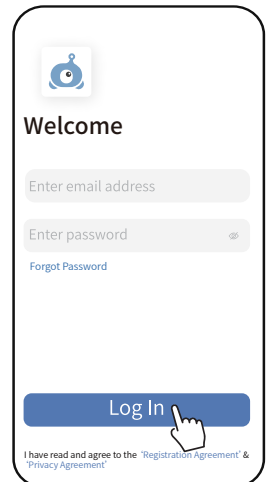 Welcome
Enter email address
Enter password
Forgot Password
Log In
I have read and agree to the ‘Registration Agreement’ &
‘Privacy Agreement’